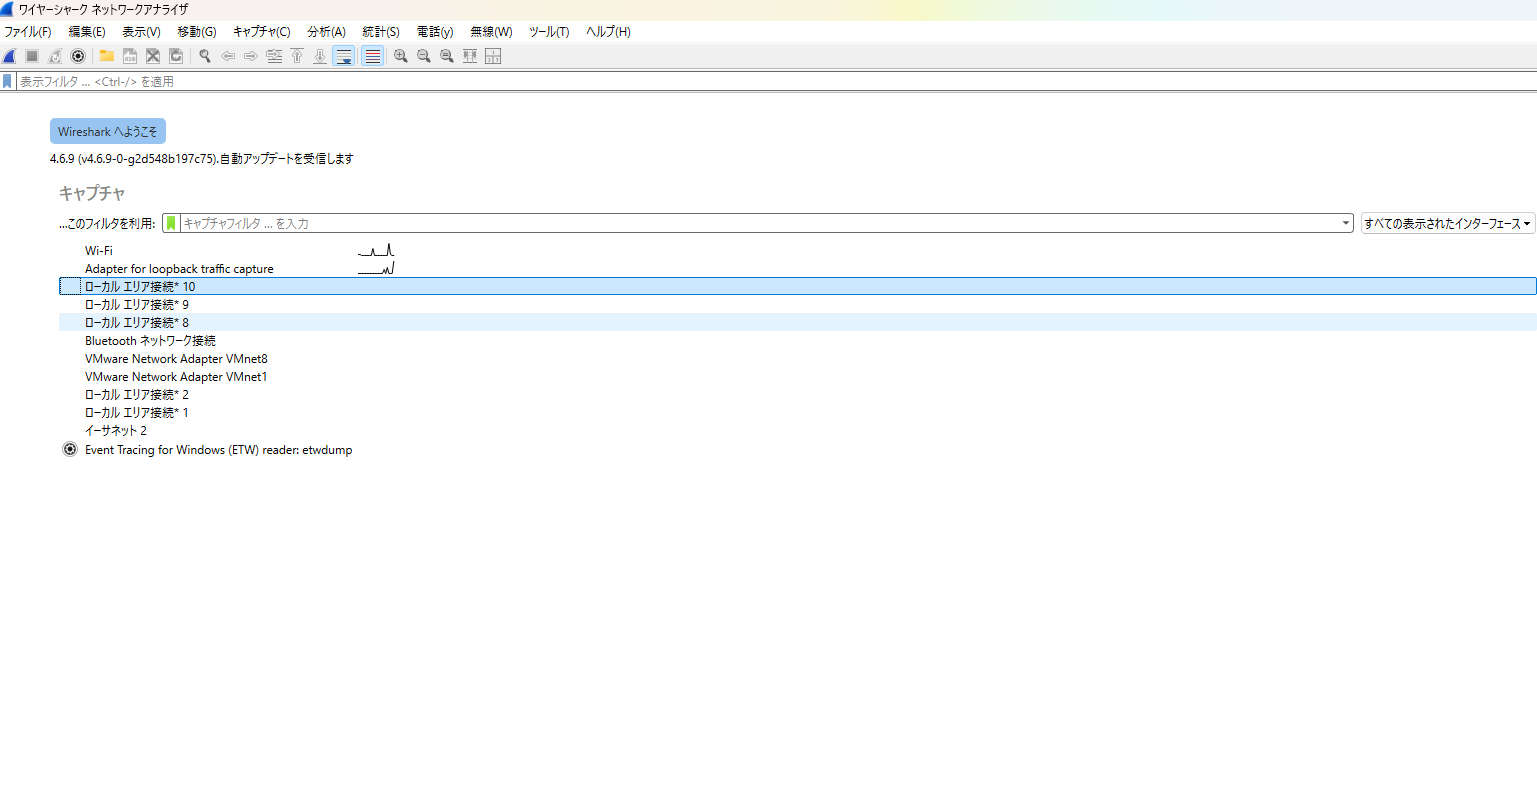 ワイヤーシャーク ネットワークアナライザ
ファイル(F) 編集(E) 表示(V) 移動(G) キャプチャ(C) 分析(A) 統計(S) 電話(y) 無線(W) ツール(T) ヘルプ(H)
表示フィルタ ... <Ctrl-/> を適用
Wireshark へようこそ
4.6.9 (v4.6.9-0-g2d548b197c75).自動アップデートを受信します
キャプチャ
...このフィルタを利用: キャプチャフィルタ ... を入力 すべての表示されたインターフェース
Wi-Fi
Adapter for loopback traffic capture
ローカル エリア接続* 10
ローカル エリア接続* 9
ローカル エリア接続* 8
Bluetooth ネットワーク接続
VMware Network Adapter VMnet8
VMware Network Adapter VMnet1
ローカル エリア接続* 2
ローカル エリア接続* 1
イーサネット 2
Event Tracing for Windows (ETW) reader: etwdump